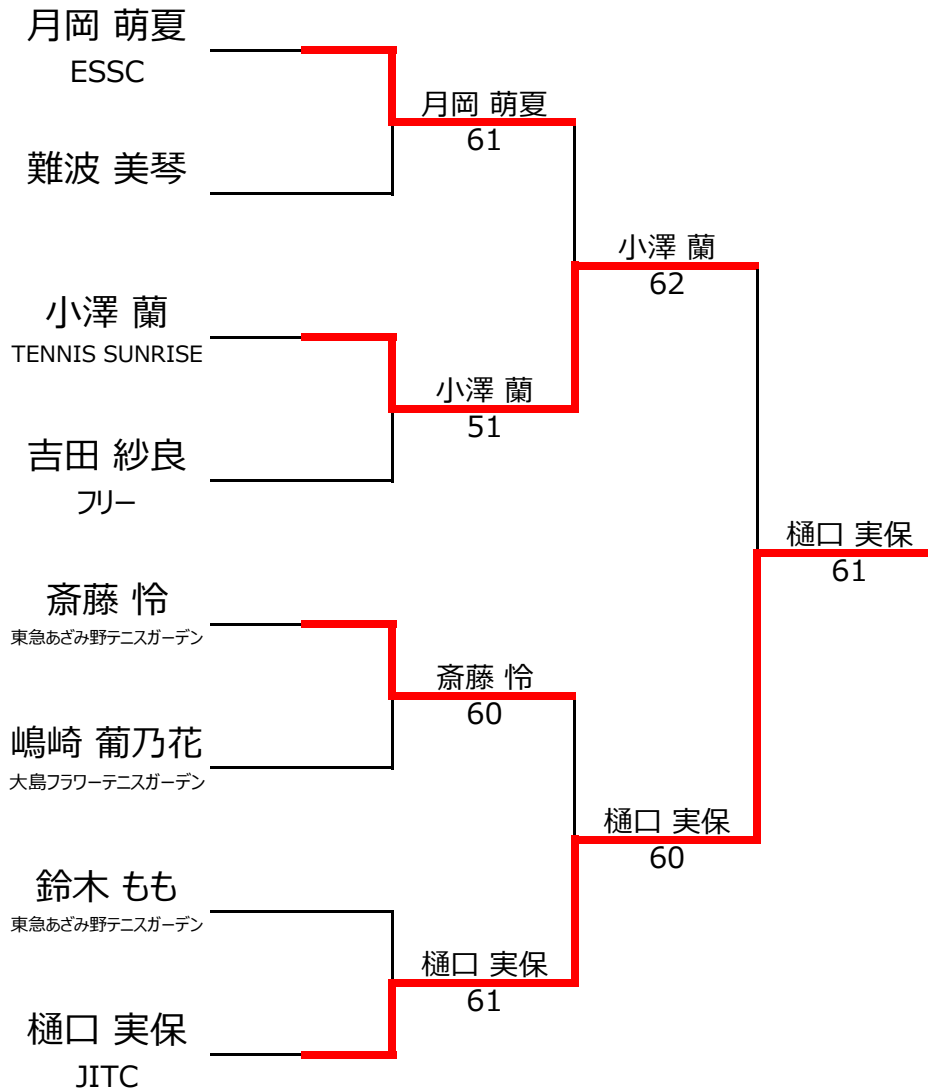 月岡 萌夏
ESSC
月岡 萌夏
61
難波 美琴
小澤 蘭
62
小澤 蘭
TENNIS SUNRISE
小澤 蘭
51
吉田 紗良
フリー
樋口 実保
61
斎藤 怜
東急あざみ野テニスガーデン
斎藤 怜
60
嶋崎 葡乃花
大島フラワーテニスガーデン
樋口 実保
60
鈴木 もも
東急あざみ野テニスガーデン
樋口 実保
61
樋口 実保
JITC